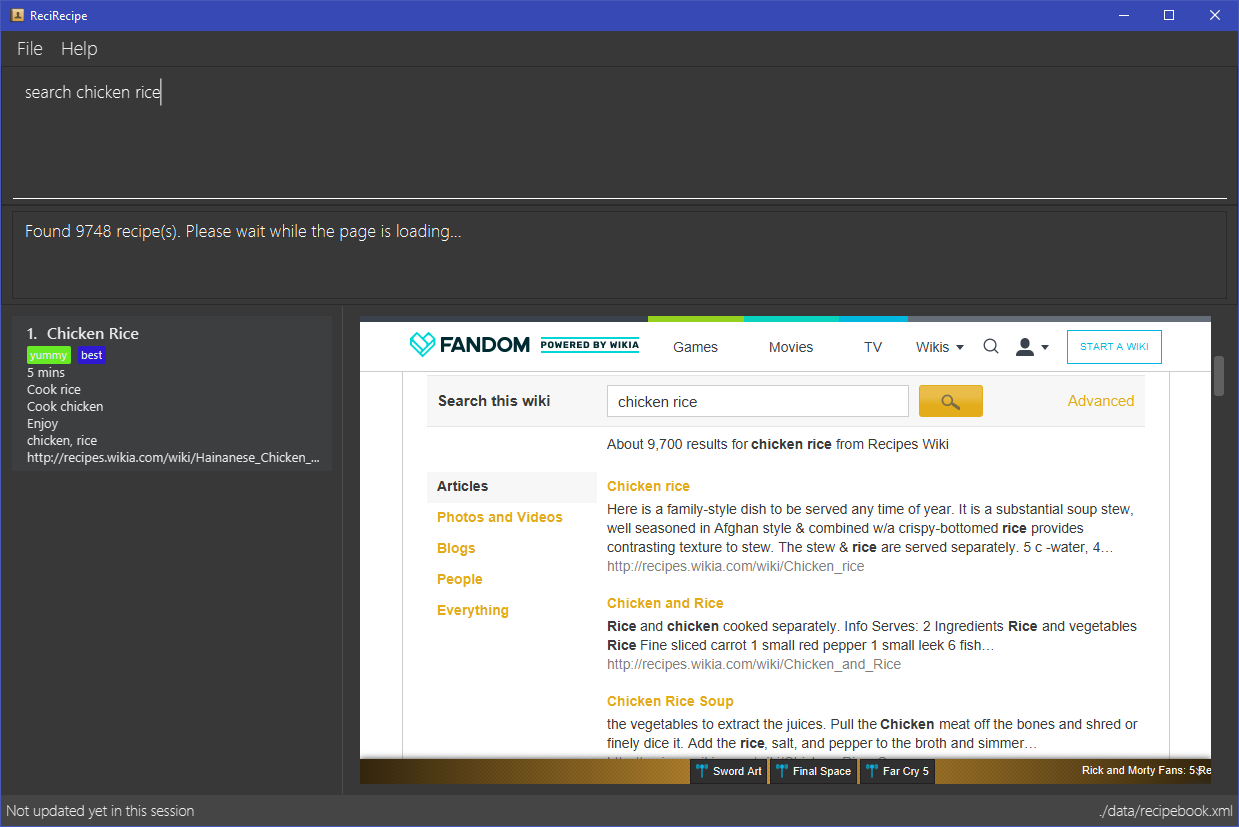 ReciRecipe
File Help
search chicken rice
Found 9748 recipe(s). Please wait while the page is loading...
1. Chicken Rice
yummy best
5 mins
Cook rice
Cook chicken
Enjoy
chicken, rice
http://recipes.wikia.com/wiki/Hainanese_Chicken_...
FANDOM POWERED BY WIKIA Games Movies TV Wikis START A WIKI
Search this wiki chicken rice Advanced
About 9,700 results for chicken rice from Recipes Wiki
Articles
Photos and Videos
Blogs
People
Everything
Chicken rice
Here is a family-style dish to be served any time of year. It is a substantial soup stew,
well seasoned in Afghan style & combined w/a crispy-bottomed rice provides
contrasting texture to stew. The stew & rice are served separately. 5 c -water, 4…
http://recipes.wikia.com/wiki/Chicken_rice
Chicken and Rice
Rice and chicken cooked separately. Info Serves: 2 Ingredients Rice and vegetables
Rice Fine sliced carrot 1 small red pepper 1 small leek 6 fish…
http://recipes.wikia.com/wiki/Chicken_and_Rice
Chicken Rice Soup
the vegetables to extract the juices. Pull the Chicken meat off the bones and shred or
finely dice it. Add the rice, salt, and pepper to the broth and simmer…
Sword Art Final Space Far Cry 5 Rick and Morty Fans:
Not updated yet in this session ./data/recipebook.xml